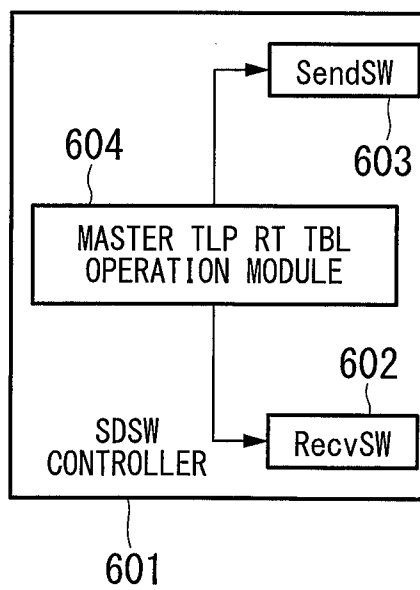 SendSW
603
604
MASTER TLP RT TBL
OPERATION MODULE
602
RecvSW
SDSW
CONTROLLER
601